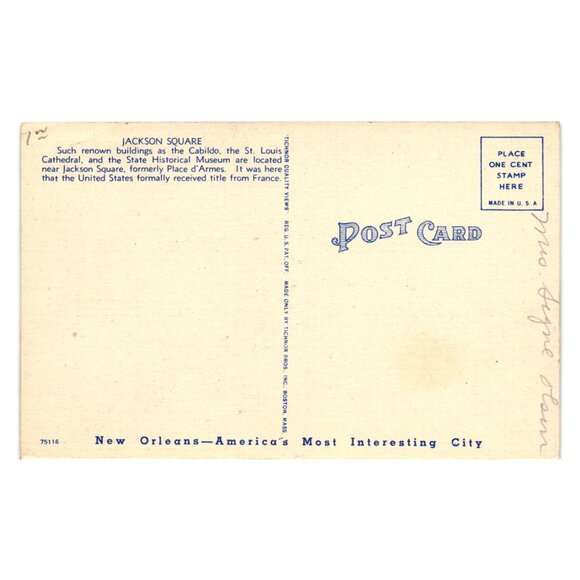 JACKSON SQUARE
Such renown buildings as the Cabildo, the St. Louis
Cathedral, and the State Historical Museum are located
near Jackson Square, formerly Place d'Armes. It was here
that the United States formally received title from France.
TICHNOR QUALITY VIEWS REG. U. S. PAT. OFF. MADE ONLY BY TICHNOR BROS. INC., BOSTON, MASS.
PLACE
ONE CENT
STAMP
HERE
MADE IN U. S. A
POST CARD
75116
New Orleans—America's Most Interesting City